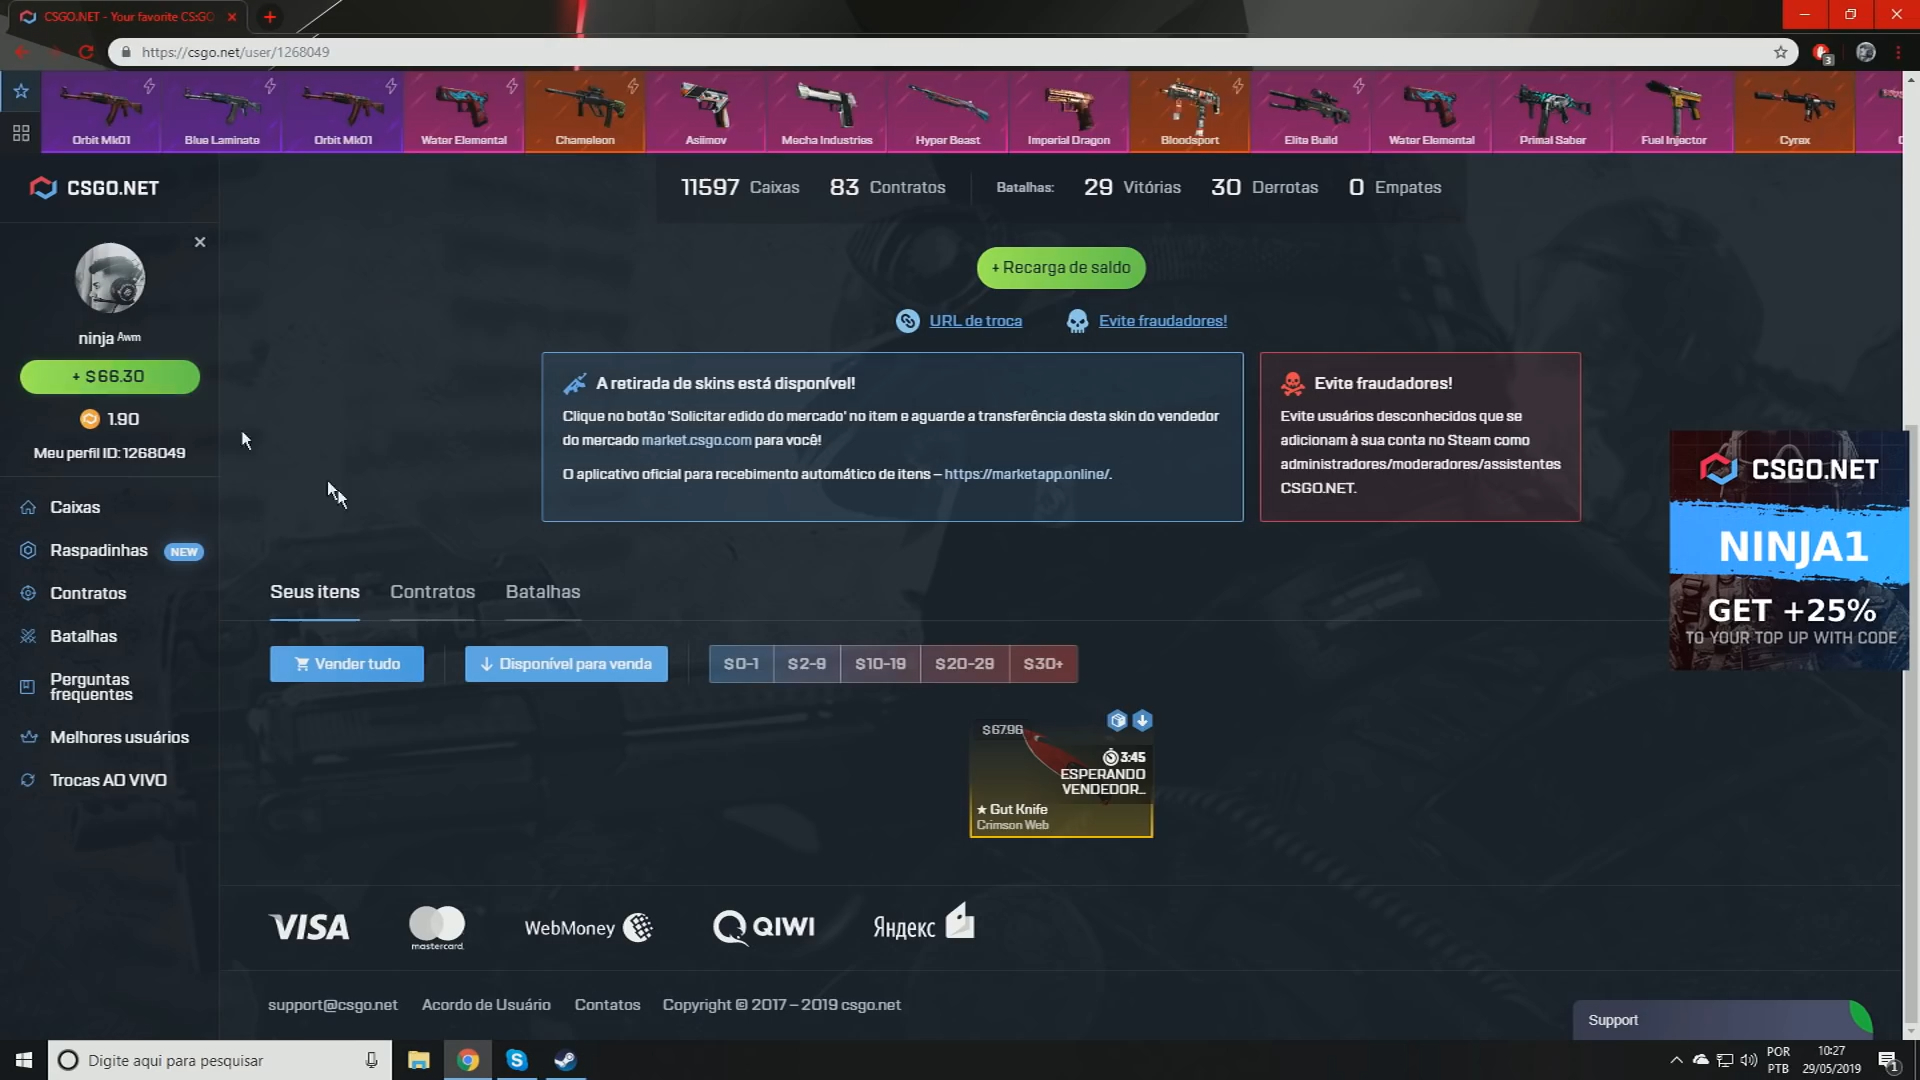 CSGO.NET - Your favorite CS:GO
https://csgo.net/user/1268049
3
Orbit Mk01
Blue Laminate
Orbit Mk01
Water Elemental
Chameleon
Asiimov
Mecha Industries
Hyper Beast
Imperial Dragon
Bloodsport
Elite Build
Water Elemental
Primal Saber
Fuel Injector
Cyrex
CSGO.NET
11597 Caixas
83 Contratos
Batalhas:
29 Vitórias
30 Derrotas
0 Empates
+ Recarga de saldo
URL de troca
Evite fraudadores!
ninja Awm
+ $66.30
1.90
Meu perfil ID: 1268049
A retirada de skins está disponível!
Clique no botão 'Solicitar edido do mercado' no item e aguarde a transferência desta skin do vendedor
do mercado market.csgo.com para você!
O aplicativo oficial para recebimento automático de itens – https://marketapp.online/.
Evite fraudadores!
Evite usuários desconhecidos que se
adicionam à sua conta no Steam como
administradores/moderadores/assistentes
CSGO.NET.
CSGO.NET
NINJA1
GET +25%
TO YOUR TOP UP WITH CODE
Caixas
Raspadinhas NEW
Contratos
Batalhas
Perguntas
frequentes
Melhores usuários
Trocas AO VIVO
Seus itens
Contratos
Batalhas
Vender tudo
Disponível para venda
$0-1
$2-9
$10-19
$20-29
$30+
$67.96
3:45
ESPERANDO
VENDEDOR...
★ Gut Knife
Crimson Web
VISA
mastercard.
WebMoney
QIWI
Яндекс
support@csgo.net
Acordo de Usuário
Contatos
Copyright © 2017 – 2019 csgo.net
Support
Digite aqui para pesquisar
POR
PTB
10:27
29/05/2019
1